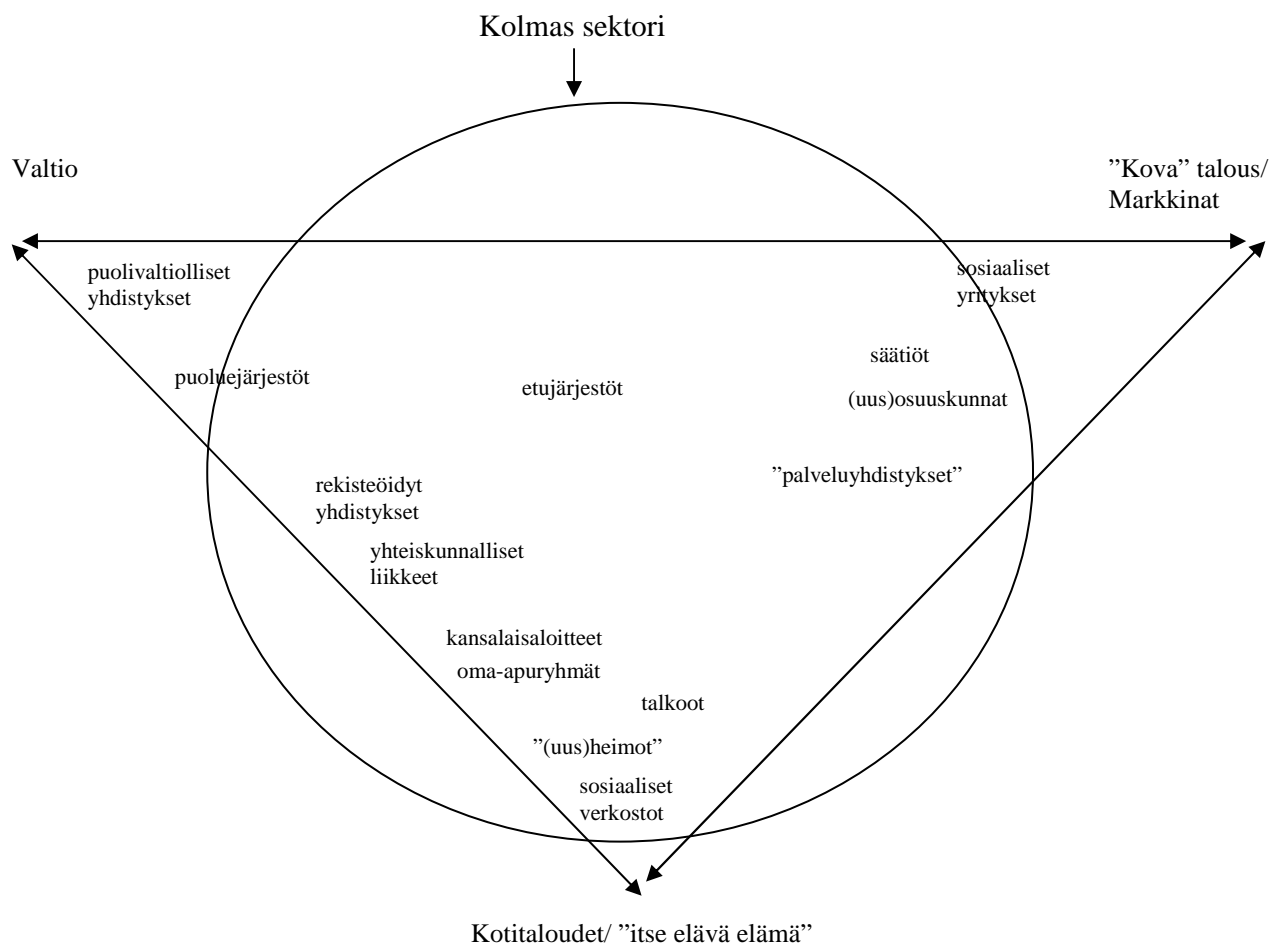 Kolmas sektori
Valtio
”Kova” talous/
Markkinat
puolivaltiolliset
yhdistykset
sosiaaliset
yritykset
säätiöt
puoluejärjestöt
etujärjestöt
(uus)osuuskunnat
”palveluyhdistykset”
rekisteöidyt
yhdistykset
yhteiskunnalliset
liikkeet
kansalaisaloitteet
oma-apuryhmät
talkoot
”(uus)heimot”
sosiaaliset
verkostot
Kotitaloudet/ ”itse elävä elämä”